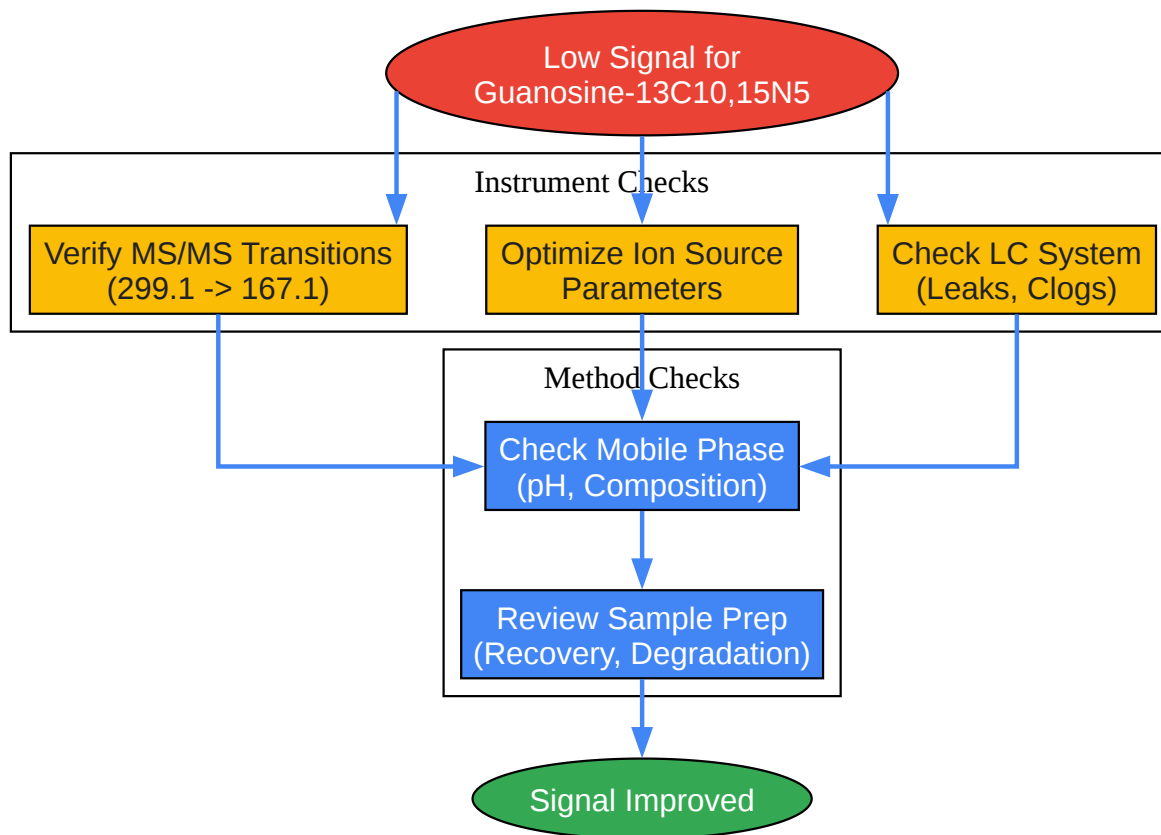 Low Signal for
Guanosine-13C10,15N5
Instrument Checks
Verify MS/MS Transitions
(299.1 -> 167.1)
Optimize Ion Source
Parameters
Check LC System
(Leaks, Clogs)
Method Checks
Check Mobile Phase
(pH, Composition)
Review Sample Prep
(Recovery, Degradation)
Signal Improved